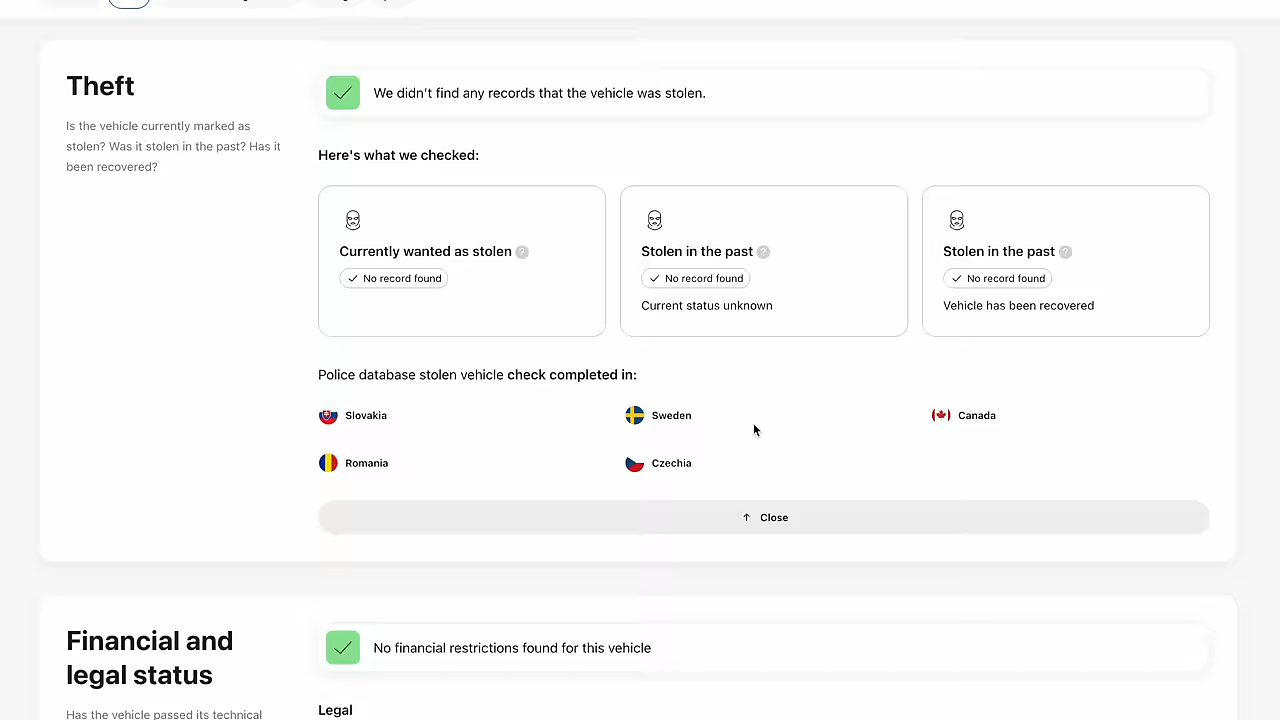 Theft
Is the vehicle currently marked as
stolen? Was it stolen in the past? Has it
been recovered?
We didn't find any records that the vehicle was stolen.
Here's what we checked:
Currently wanted as stolen ?
No record found
Stolen in the past ?
No record found
Current status unknown
Stolen in the past ?
No record found
Vehicle has been recovered
Police database stolen vehicle check completed in:
Slovakia
Sweden
Canada
Romania
Czechia
↑ Close
Financial and
legal status
Has the vehicle passed its technical
No financial restrictions found for this vehicle
Legal